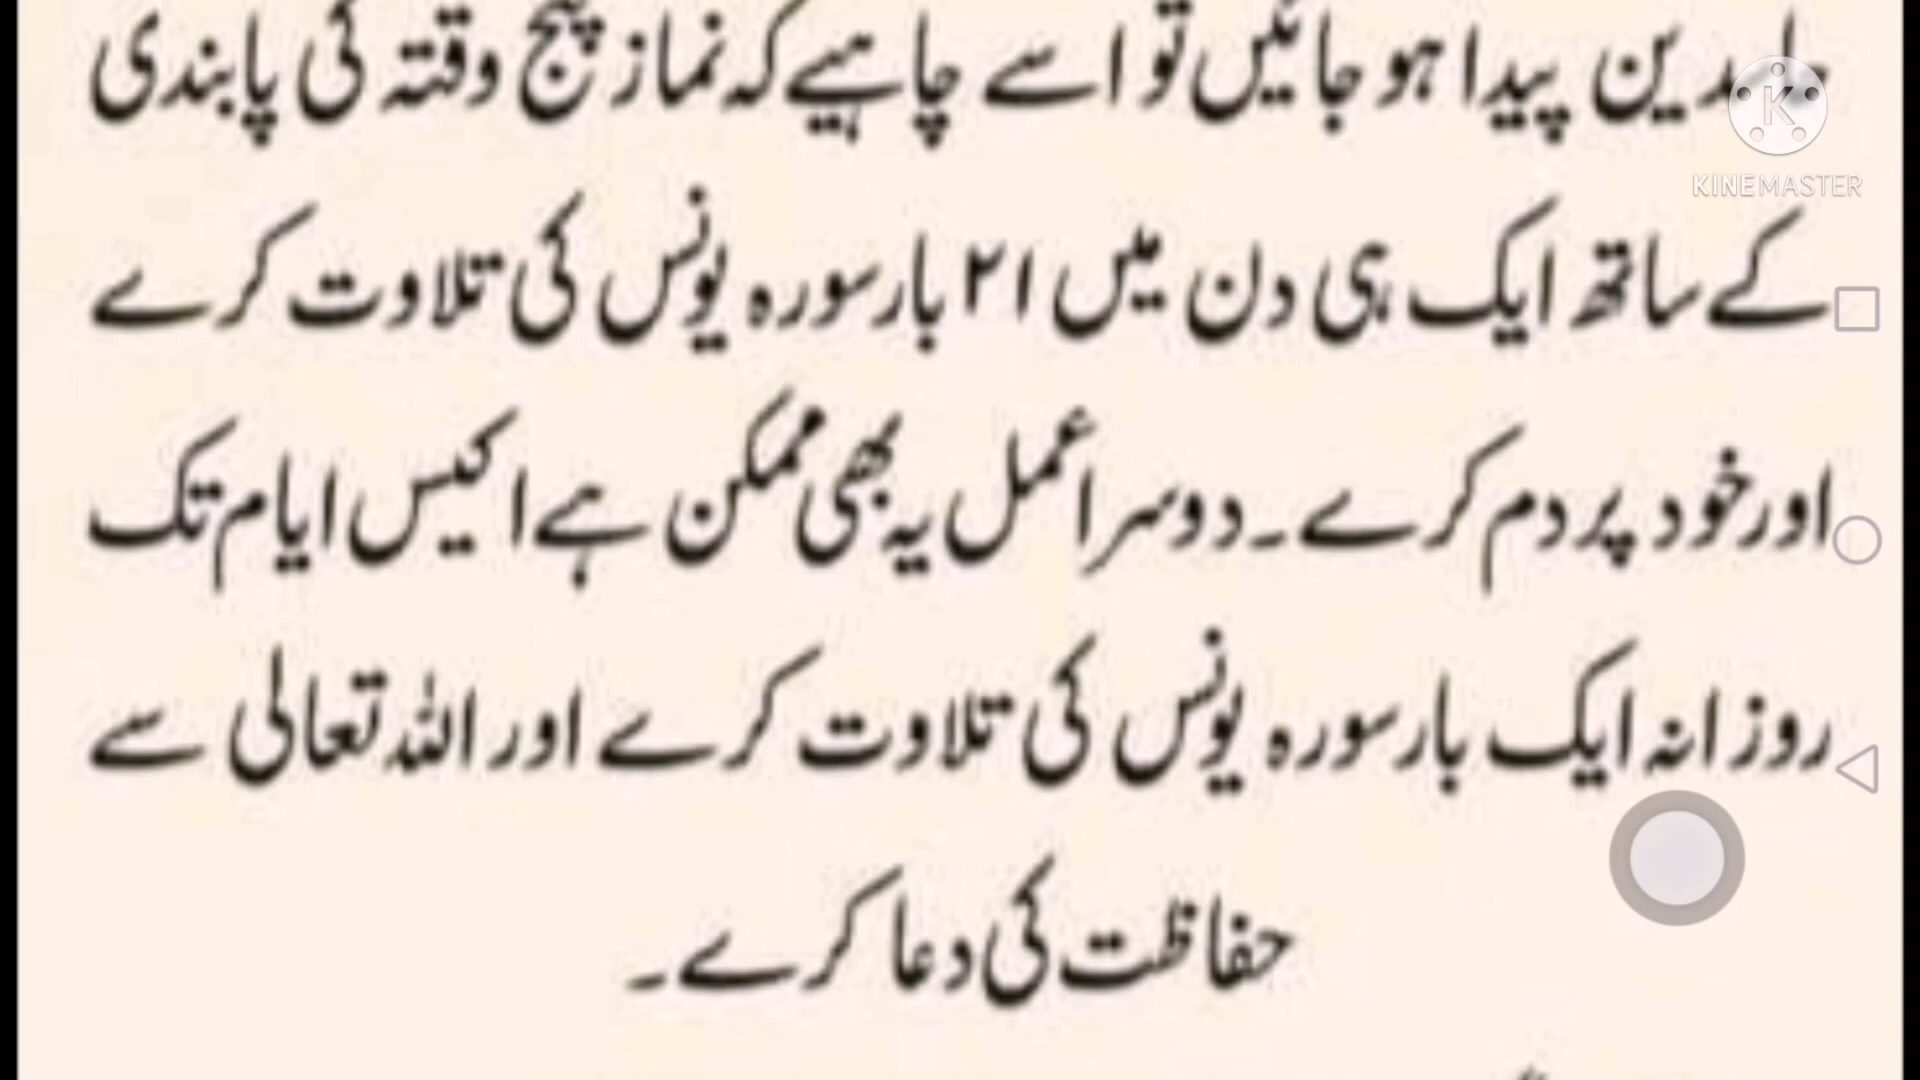 حاسدین پیدا ہو جائیں تو اسے چاہیے کہ نماز پنج وقتہ کی پابندی
KINEMASTER
کے ساتھ ایک ہی دن میں ۲۱ بار سورہ یونس کی تلاوت کرے
اور خود پر دم کرے ۔ دوسرا عمل یہ بھی ممکن ہے اکیس ایام تک
روزانہ ایک بار سورہ یونس کی تلاوت کرے اور اللہ تعالی سے
حفاظت کی دعا کرے ۔